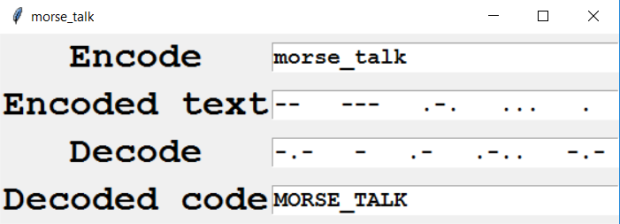 morse_talk
Encode morse_talk
Encoded text -- --- .-. ... .
Decode -.- - .- .-.. -.-
Decoded code MORSE_TALK